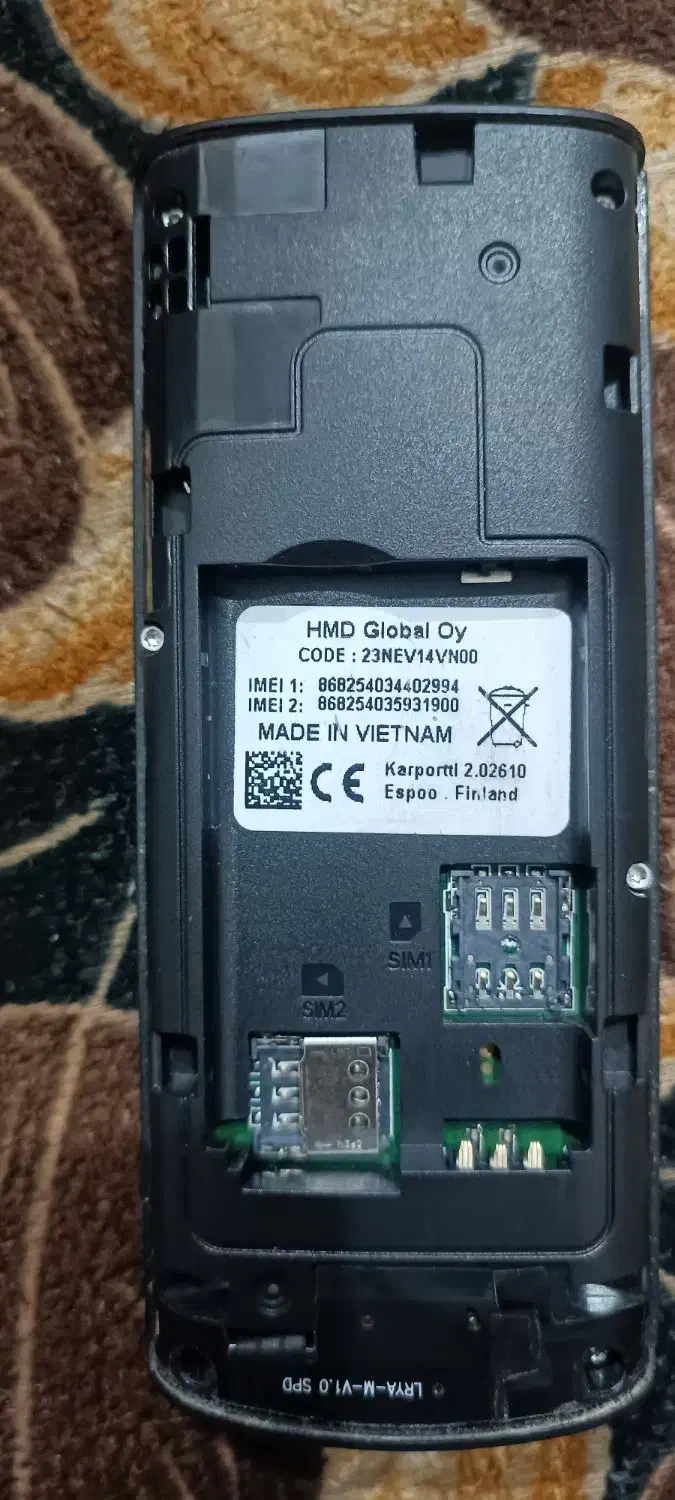 HMD Global Oy
CODE : 23NEV14VN00
IMEI 1: 868254034402994
IMEI 2: 868254035931900
MADE IN VIETNAM
CE
Karporttl 2.02610
Espoo . Finland
SIM1
SIM2
OPEN
LRYA-M-V1.0 SPD